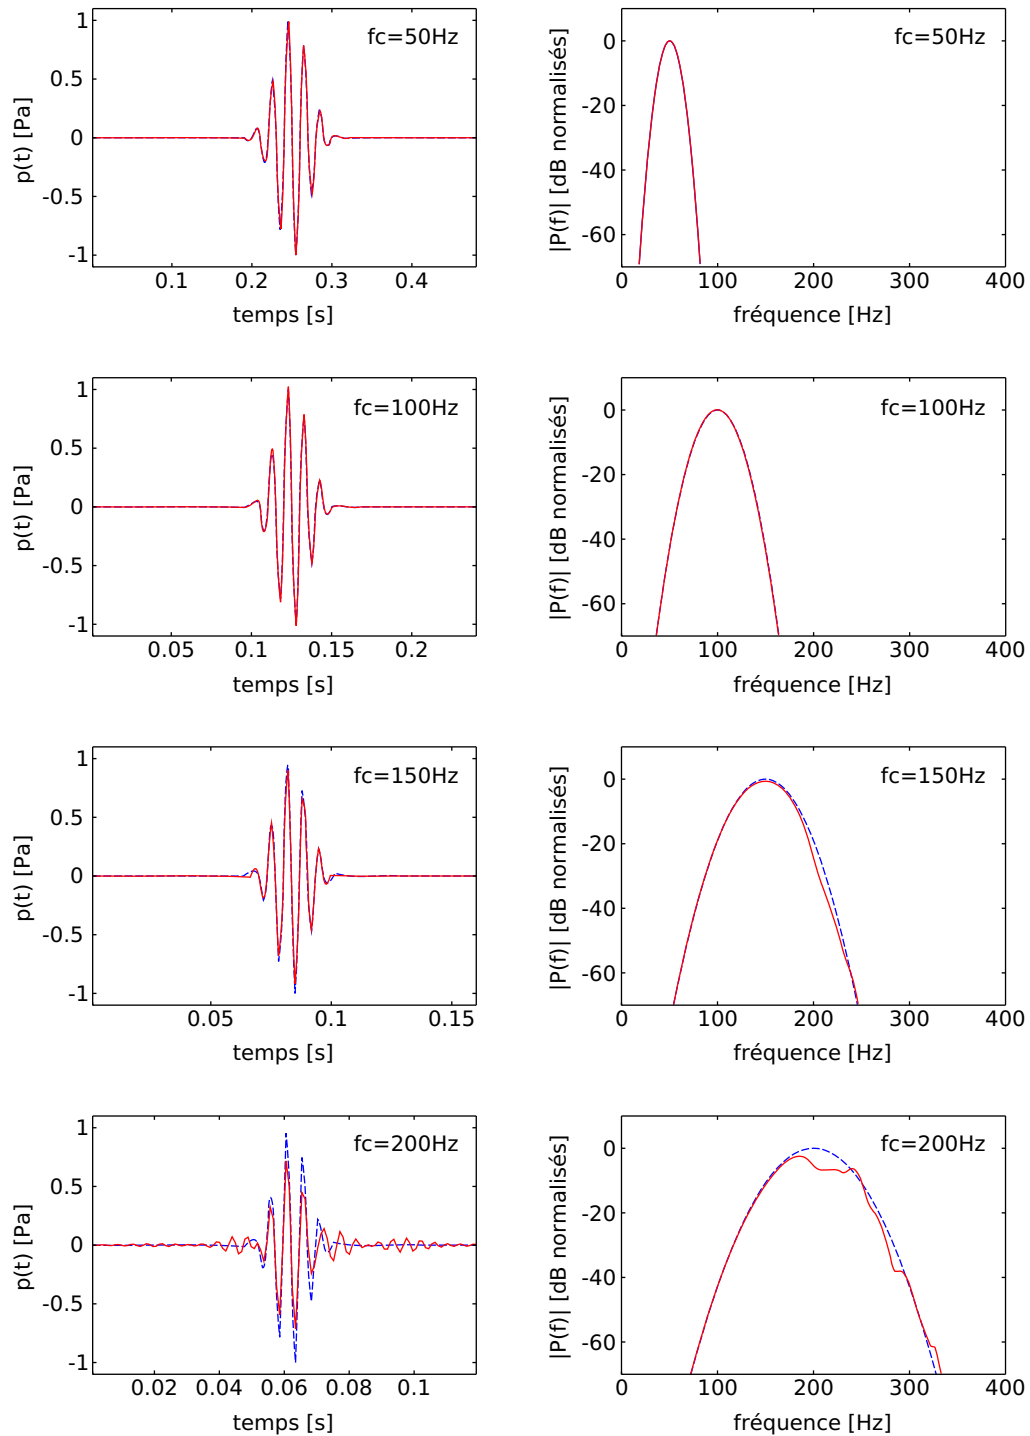 fc=50Hz
p(t) [Pa]
1
0.5
0
-0.5
-1
0.1 0.2 0.3 0.4
temps [s]
fc=50Hz
|P(f)| [dB normalisés]
0
-20
-40
-60
0 100 200 300 400
fréquence [Hz]
fc=100Hz
p(t) [Pa]
1
0.5
0
-0.5
-1
0.05 0.1 0.15 0.2
temps [s]
fc=100Hz
|P(f)| [dB normalisés]
0
-20
-40
-60
0 100 200 300 400
fréquence [Hz]
fc=150Hz
p(t) [Pa]
1
0.5
0
-0.5
-1
0.05 0.1 0.15
temps [s]
fc=150Hz
|P(f)| [dB normalisés]
0
-20
-40
-60
0 100 200 300 400
fréquence [Hz]
fc=200Hz
p(t) [Pa]
1
0.5
0
-0.5
-1
0.02 0.04 0.06 0.08 0.1
temps [s]
fc=200Hz
|P(f)| [dB normalisés]
0
-20
-40
-60
0 100 200 300 400
fréquence [Hz]